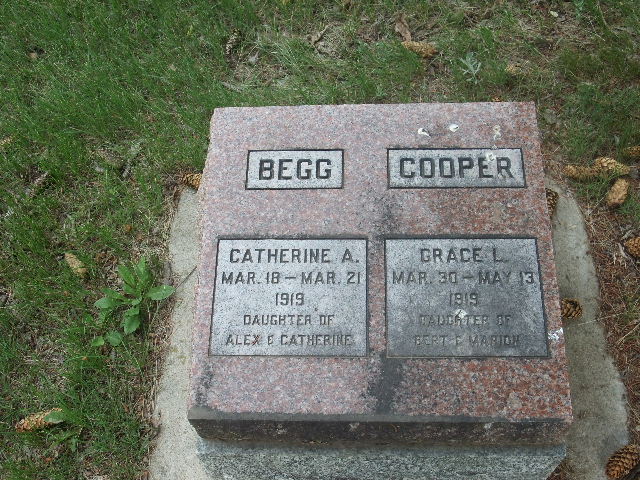 BEGG
CATHERINE A.
MAR. 18 - MAR. 21
1919
DAUGHTER OF
ALEX & CATHERINE
COOPER
GRACE L.
MAR. 30 - MAY 13
1919
DAUGHTER OF
BERT & MARION